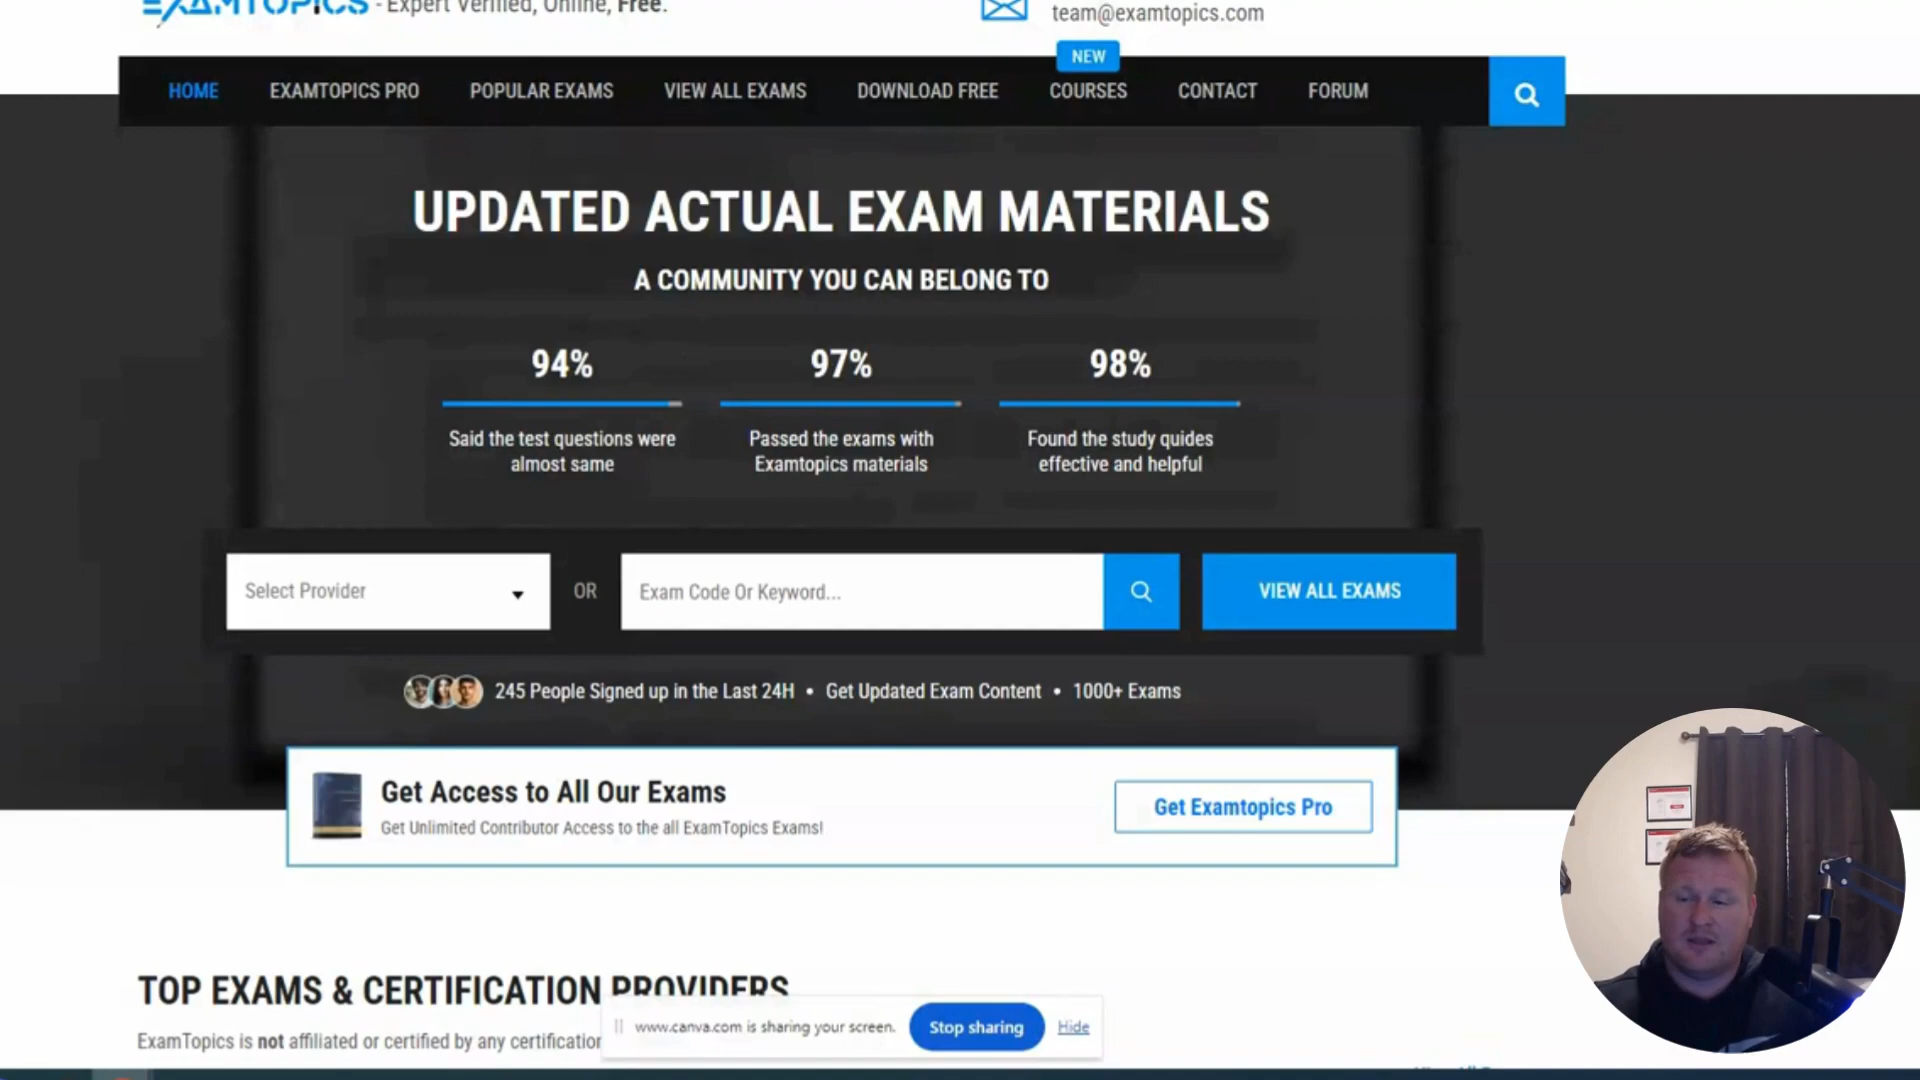 EXAMTOPICS - Expert Verified, Online, Free.
team@examtopics.com
NEW
HOME EXAMTOPICS PRO POPULAR EXAMS VIEW ALL EXAMS DOWNLOAD FREE COURSES CONTACT FORUM
UPDATED ACTUAL EXAM MATERIALS
A COMMUNITY YOU CAN BELONG TO
94% 97% 98%
Said the test questions were almost same
Passed the exams with Examtopics materials
Found the study quides effective and helpful
Select Provider OR Exam Code Or Keyword... VIEW ALL EXAMS
245 People Signed up in the Last 24H • Get Updated Exam Content • 1000+ Exams
Get Access to All Our Exams
Get Unlimited Contributor Access to the all ExamTopics Exams!
Get Examtopics Pro
TOP EXAMS & CERTIFICATION PROVIDERS
ExamTopics is not affiliated or certified by any certification
www.canva.com is sharing your screen. Stop sharing Hide